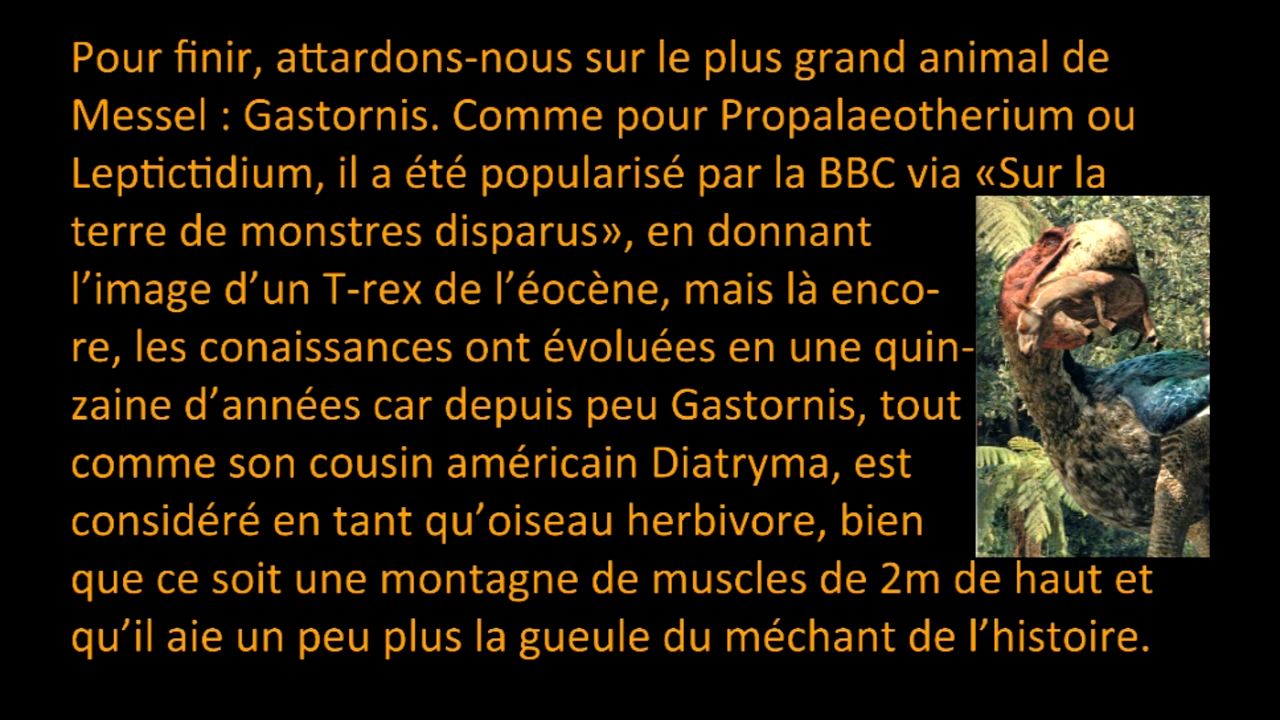 Pour finir, attardons-nous sur le plus grand animal de
Messel : Gastornis. Comme pour Propalaeotherium ou
Leptictidium, il a été popularisé par la BBC via «Sur la
terre de monstres disparus», en donnant
l’image d’un T-rex de l’éocène, mais là enco-
re, les conaissances ont évoluées en une quin-
zaine d’années car depuis peu Gastornis, tout
comme son cousin américain Diatryma, est
considéré en tant qu’oiseau herbivore, bien
que ce soit une montagne de muscles de 2m de haut et
qu’il aie un peu plus la gueule du méchant de l’histoire.